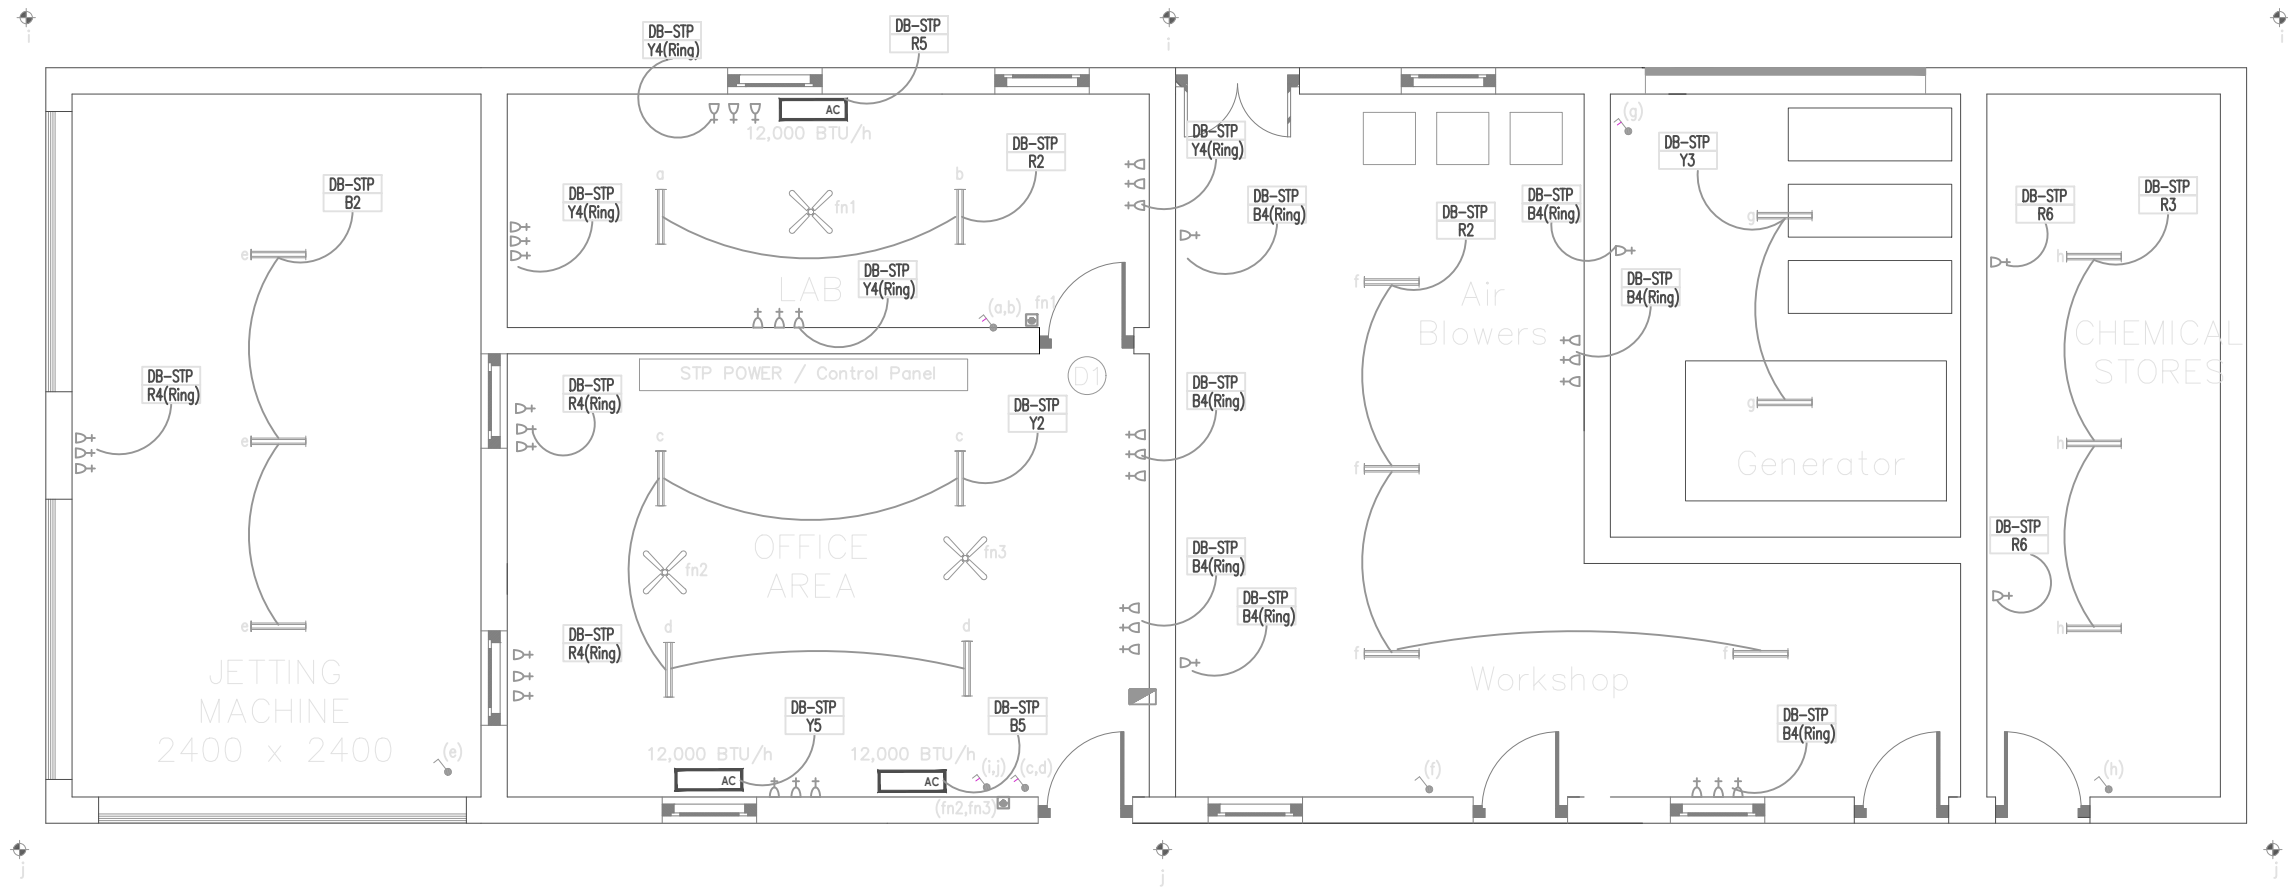 i
i
i
DB-STP
Y4(Ring)
DB-STP
R5
AC
12,000 BTU/h
DB-STP
R2
DB-STP
Y4(Ring)
(g)
DB-STP
Y3
a
b
fn1
DB-STP
B2
DB-STP
Y4(Ring)
DB-STP
B4(Ring)
DB-STP
R2
DB-STP
B4(Ring)
g
DB-STP
R6
DB-STP
R3
e
DB-STP
Y4(Ring)
LAB
(a,b)
fn1
f
Air
Blowers
DB-STP
B4(Ring)
h
CHEMICAL
STORES
DB-STP
R4(Ring)
DB-STP
R4(Ring)
STP POWER / Control Panel
D1
DB-STP
Y2
DB-STP
B4(Ring)
g
Generator
e
c
c
f
h
OFFICE
AREA
fn2
fn3
DB-STP
B4(Ring)
DB-STP
B4(Ring)
DB-STP
R6
e
DB-STP
R4(Ring)
d
d
f
f
h
JETTING
MACHINE
2400 x 2400
(e)
Workshop
DB-STP
Y5
DB-STP
B5
DB-STP
B4(Ring)
12,000 BTU/h
12,000 BTU/h
AC
AC
(i,j)
(c,d)
(f)
(h)
(fn2,fn3)
j
j
j